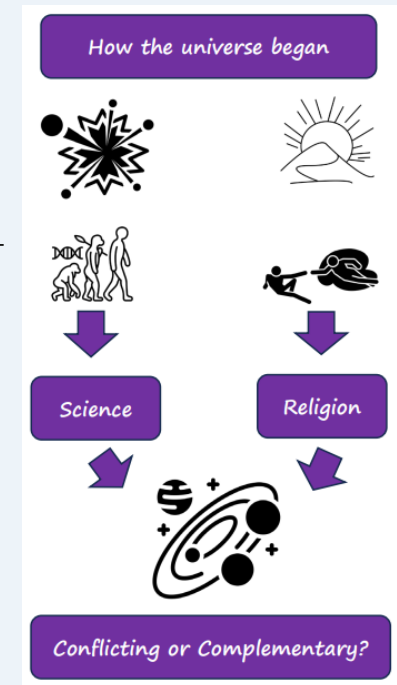 How the universe began
Science
Religion
Conflicting or Complementary?